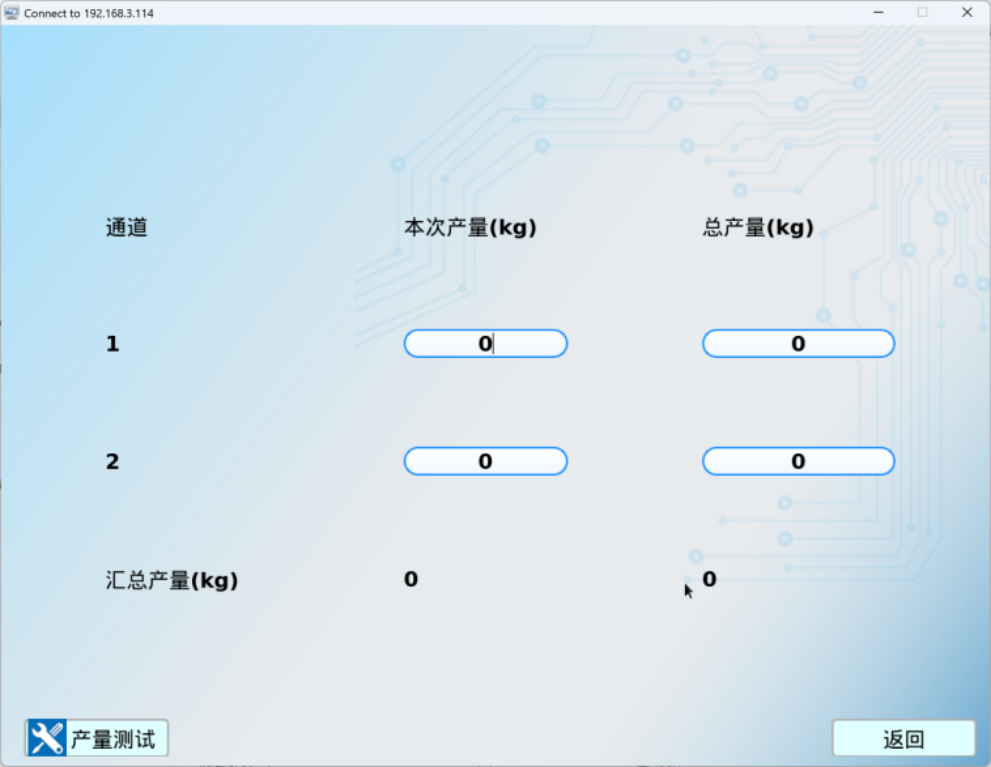 Connect to 192.168.3.114
通道 本次产量(kg) 总产量(kg)
1 0 0
2 0 0
汇总产量(kg) 0 0
产量测试 返回